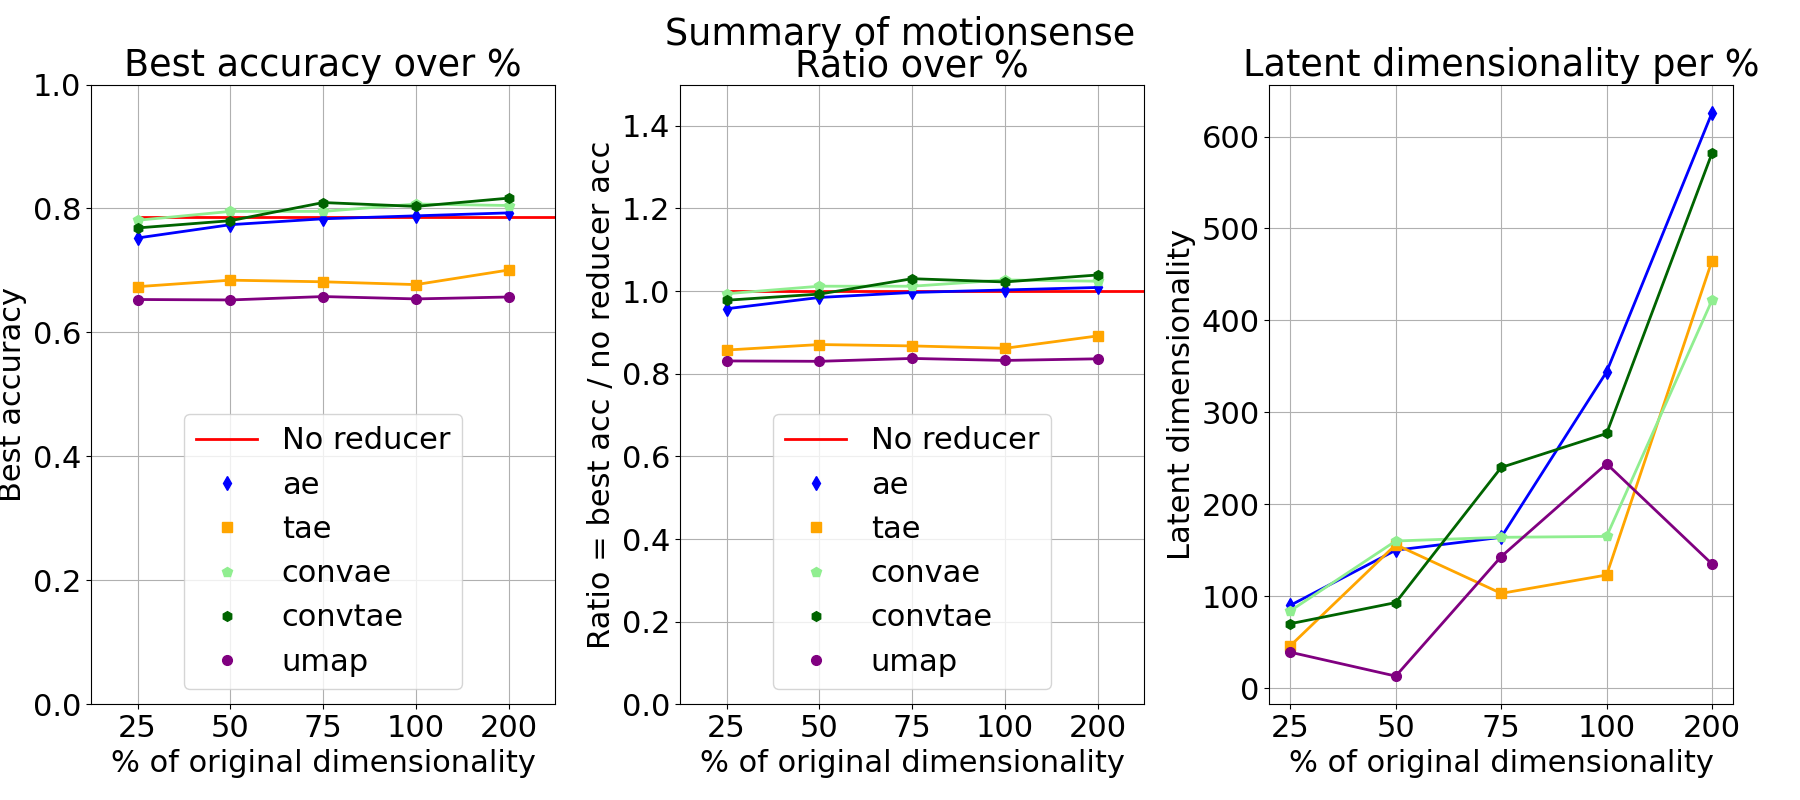 Summary of motionsense
Best accuracy over %
1.0
0.8
0.6
0.4
0.2
0.0
Best accuracy
No reducer
ae
tae
convae
convtae
umap
25 50 75 100 200
% of original dimensionality
Ratio over %
1.4
1.2
1.0
0.8
0.6
0.4
0.2
0.0
Ratio = best acc / no reducer acc
No reducer
ae
tae
convae
convtae
umap
25 50 75 100 200
% of original dimensionality
Latent dimensionality per %
600
500
400
300
200
100
0
Latent dimensionality
25 50 75 100 200
% of original dimensionality